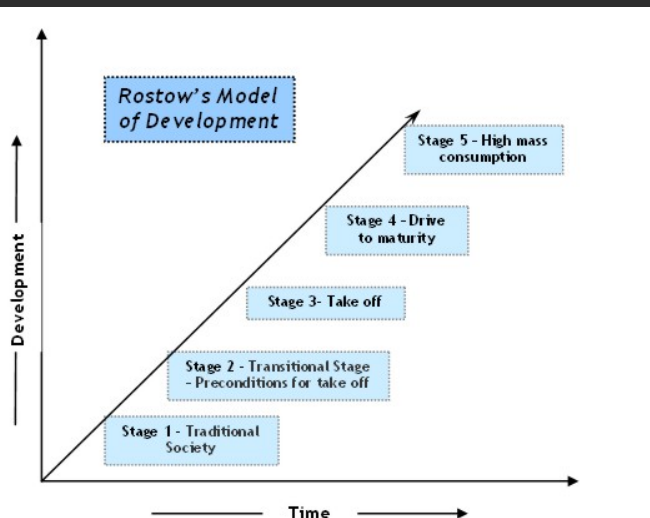 Rostow's Model
of Development
Stage 5 - High mass
consumption
Stage 4 - Drive
to maturity
Stage 3- Take off
Stage 2 - Transitional Stage
- Preconditions for take off
Stage 1 - Traditional
Society
Development
Time